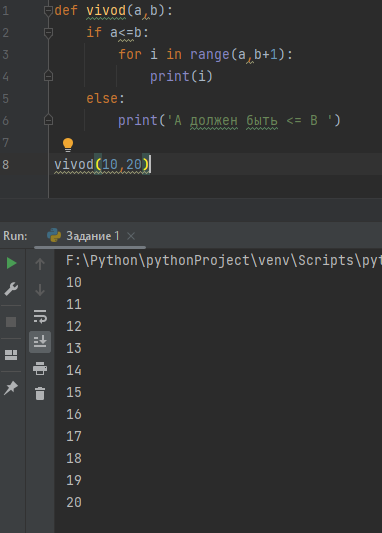 1 def vivod(a,b):
2 if a<=b:
3 for i in range(a,b+1):
4 print(i)
5 else:
6 print('А должен быть <= В ')
7
8 vivod(10,20)
Run: Задание 1 ×
F:\Python\pythonProject\venv\Scripts\pyt
10
11
12
13
14
15
16
17
18
19
20